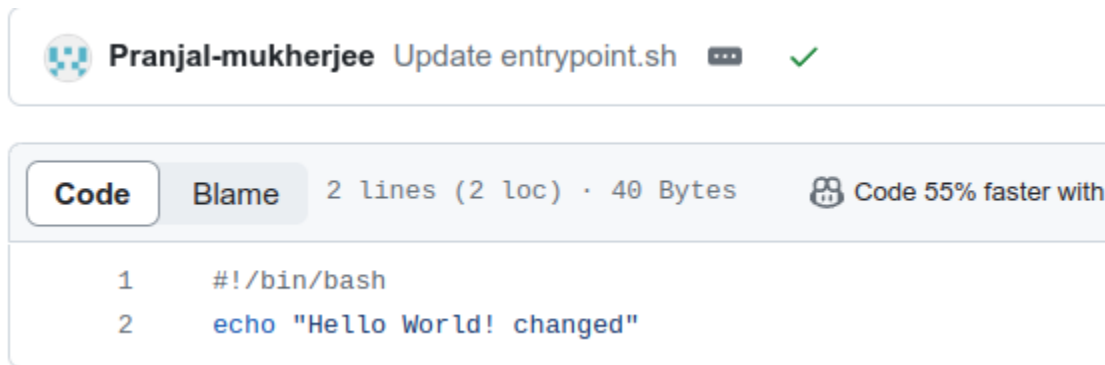 Pranjal-mukherjee Update entrypoint.sh
Code Blame 2 lines (2 loc) · 40 Bytes Code 55% faster with
1 #!/bin/bash
2 echo "Hello World! changed"